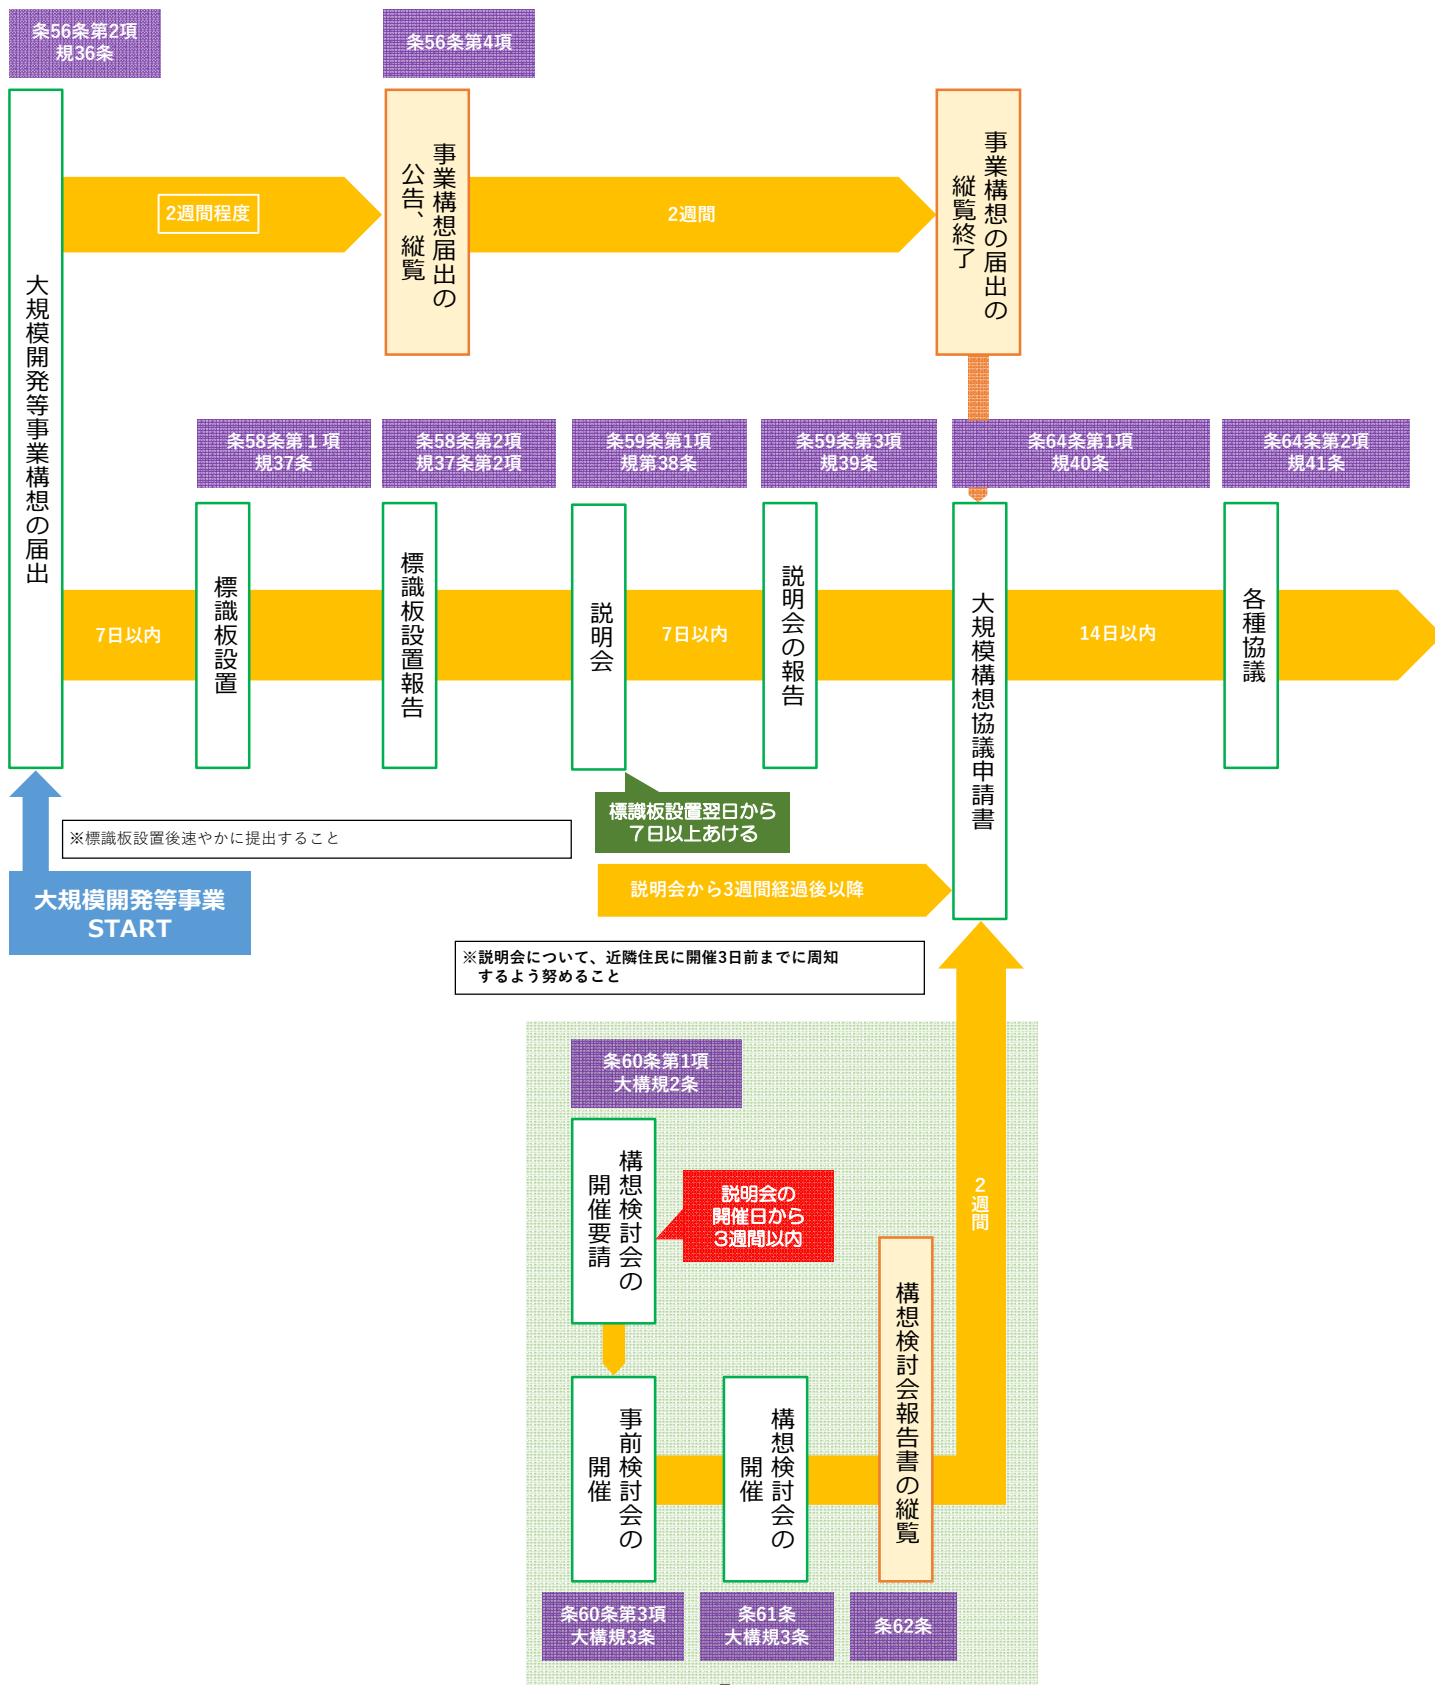 条56条第2項
規36条
条56条第4項
大規模開発等事業構想の届出
2週間程度
事業構想届出の
公告、縦覧
2週間
事業構想の届出の
縦覧終了
条58条第１項
規37条
条58条第2項
規37条第2項
条59条第1項
規第38条
条59条第3項
規39条
条64条第1項
規40条
条64条第2項
規41条
7日以内
標識板設置
標識板設置報告
説明会
7日以内
説明会の報告
大規模構想協議申請書
14日以内
各種協議
標識板設置翌日から
７日以上あける
※標識板設置後速やかに提出すること
大規模開発等事業
START
説明会から3週間経過後以降
※説明会について、近隣住民に開催3日前までに周知
するよう努めること
条60条第1項
大構規2条
構想検討会の
開催要請
説明会の
開催日から
３週間以内
2週間
事前検討会の
開催
構想検討会の
開催
構想検討会報告書の縦覧
条60条第3項
大構規3条
条61条
大構規3条
条62条